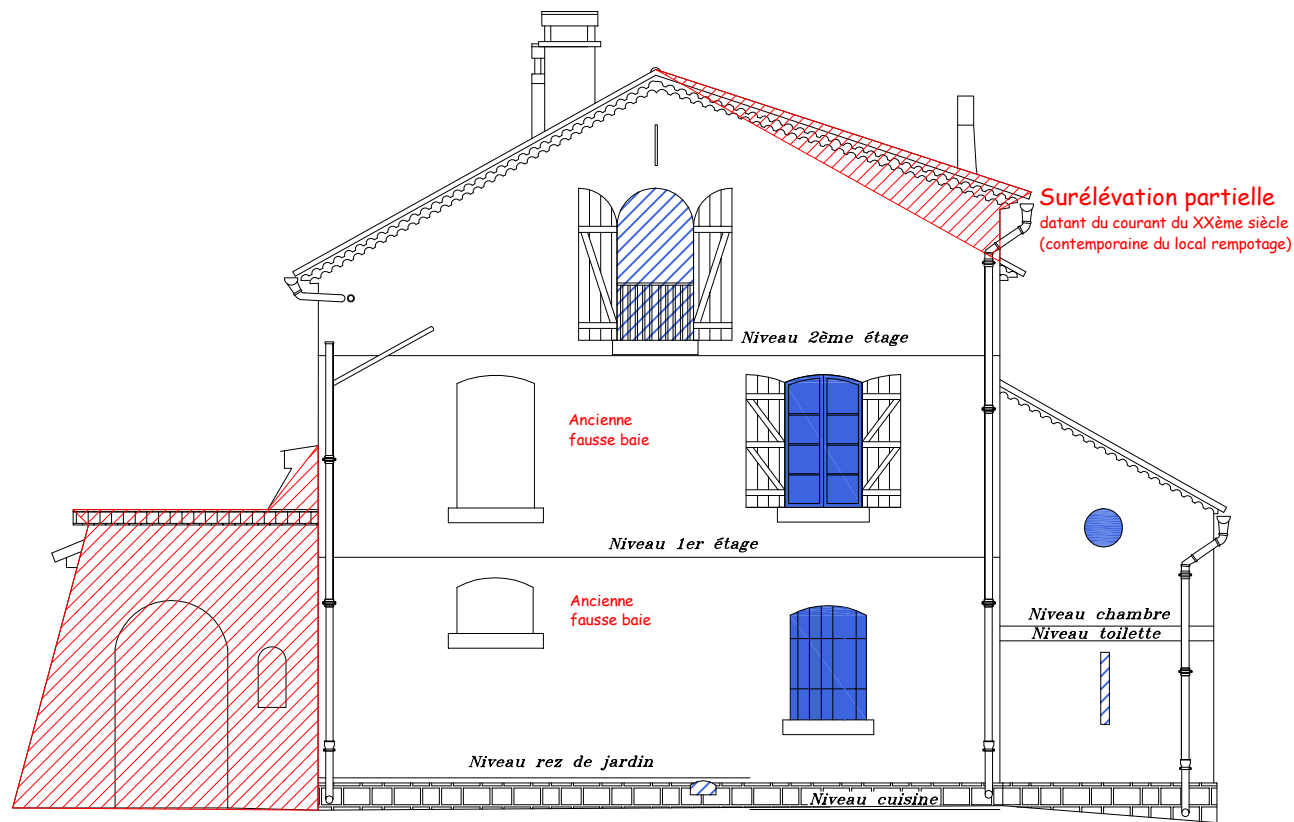 Surélévation partielle
datant du courant du XXème siècle
(contemporaine du local rempotage)
Niveau 2ème étage
Ancienne
fausse baie
Niveau 1er étage
Ancienne
fausse baie
Niveau chambre
Niveau toilette
Niveau rez de jardin
Niveau cuisine